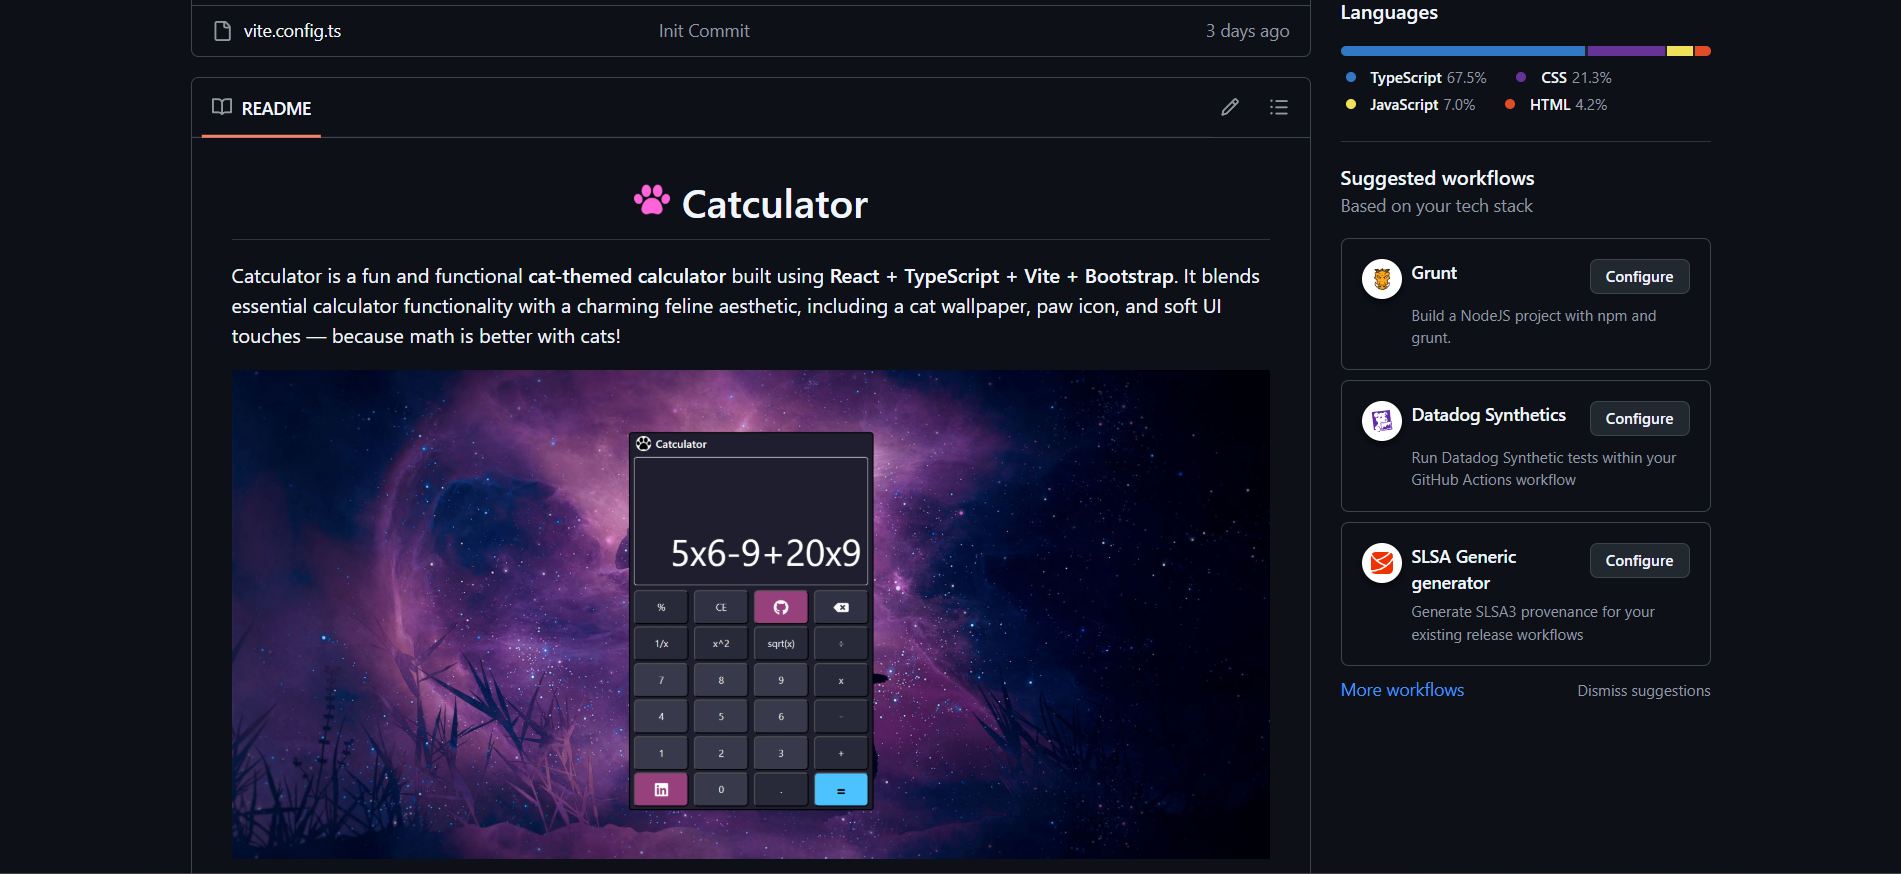 vite.config.ts Init Commit 3 days ago
README
Catculator
Catculator is a fun and functional cat-themed calculator built using React + TypeScript + Vite + Bootstrap. It blends
essential calculator functionality with a charming feline aesthetic, including a cat wallpaper, paw icon, and soft UI
touches — because math is better with cats!
Catculator
5x6-9+20x9
% CE
1/x x^2 sqrt(x) ÷
7 8 9 x
4 5 6 -
1 2 3 +
in 0 . =
Languages
TypeScript 67.5% CSS 21.3%
JavaScript 7.0% HTML 4.2%
Suggested workflows
Based on your tech stack
Grunt Configure
Build a NodeJS project with npm and
grunt.
Datadog Synthetics Configure
Run Datadog Synthetic tests within your
GitHub Actions workflow
SLSA Generic Configure
generator
Generate SLSA3 provenance for your
existing release workflows
More workflows Dismiss suggestions